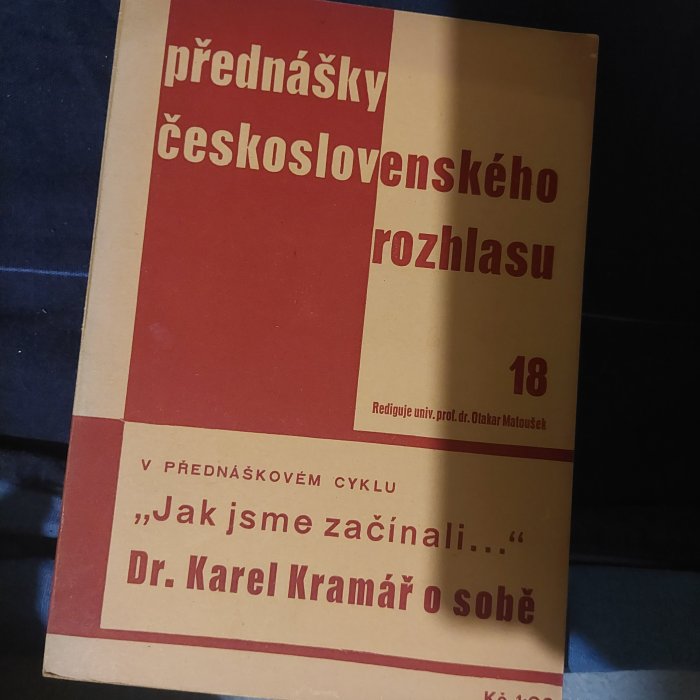 přednášky
československého
rozhlasu
18
Rediguje univ. prof. dr. Otakar Matoušek
V PŘEDNÁŠKOVÉM CYKLU
„Jak jsme začínali...“
Dr. Karel Kramář o sobě
Kč